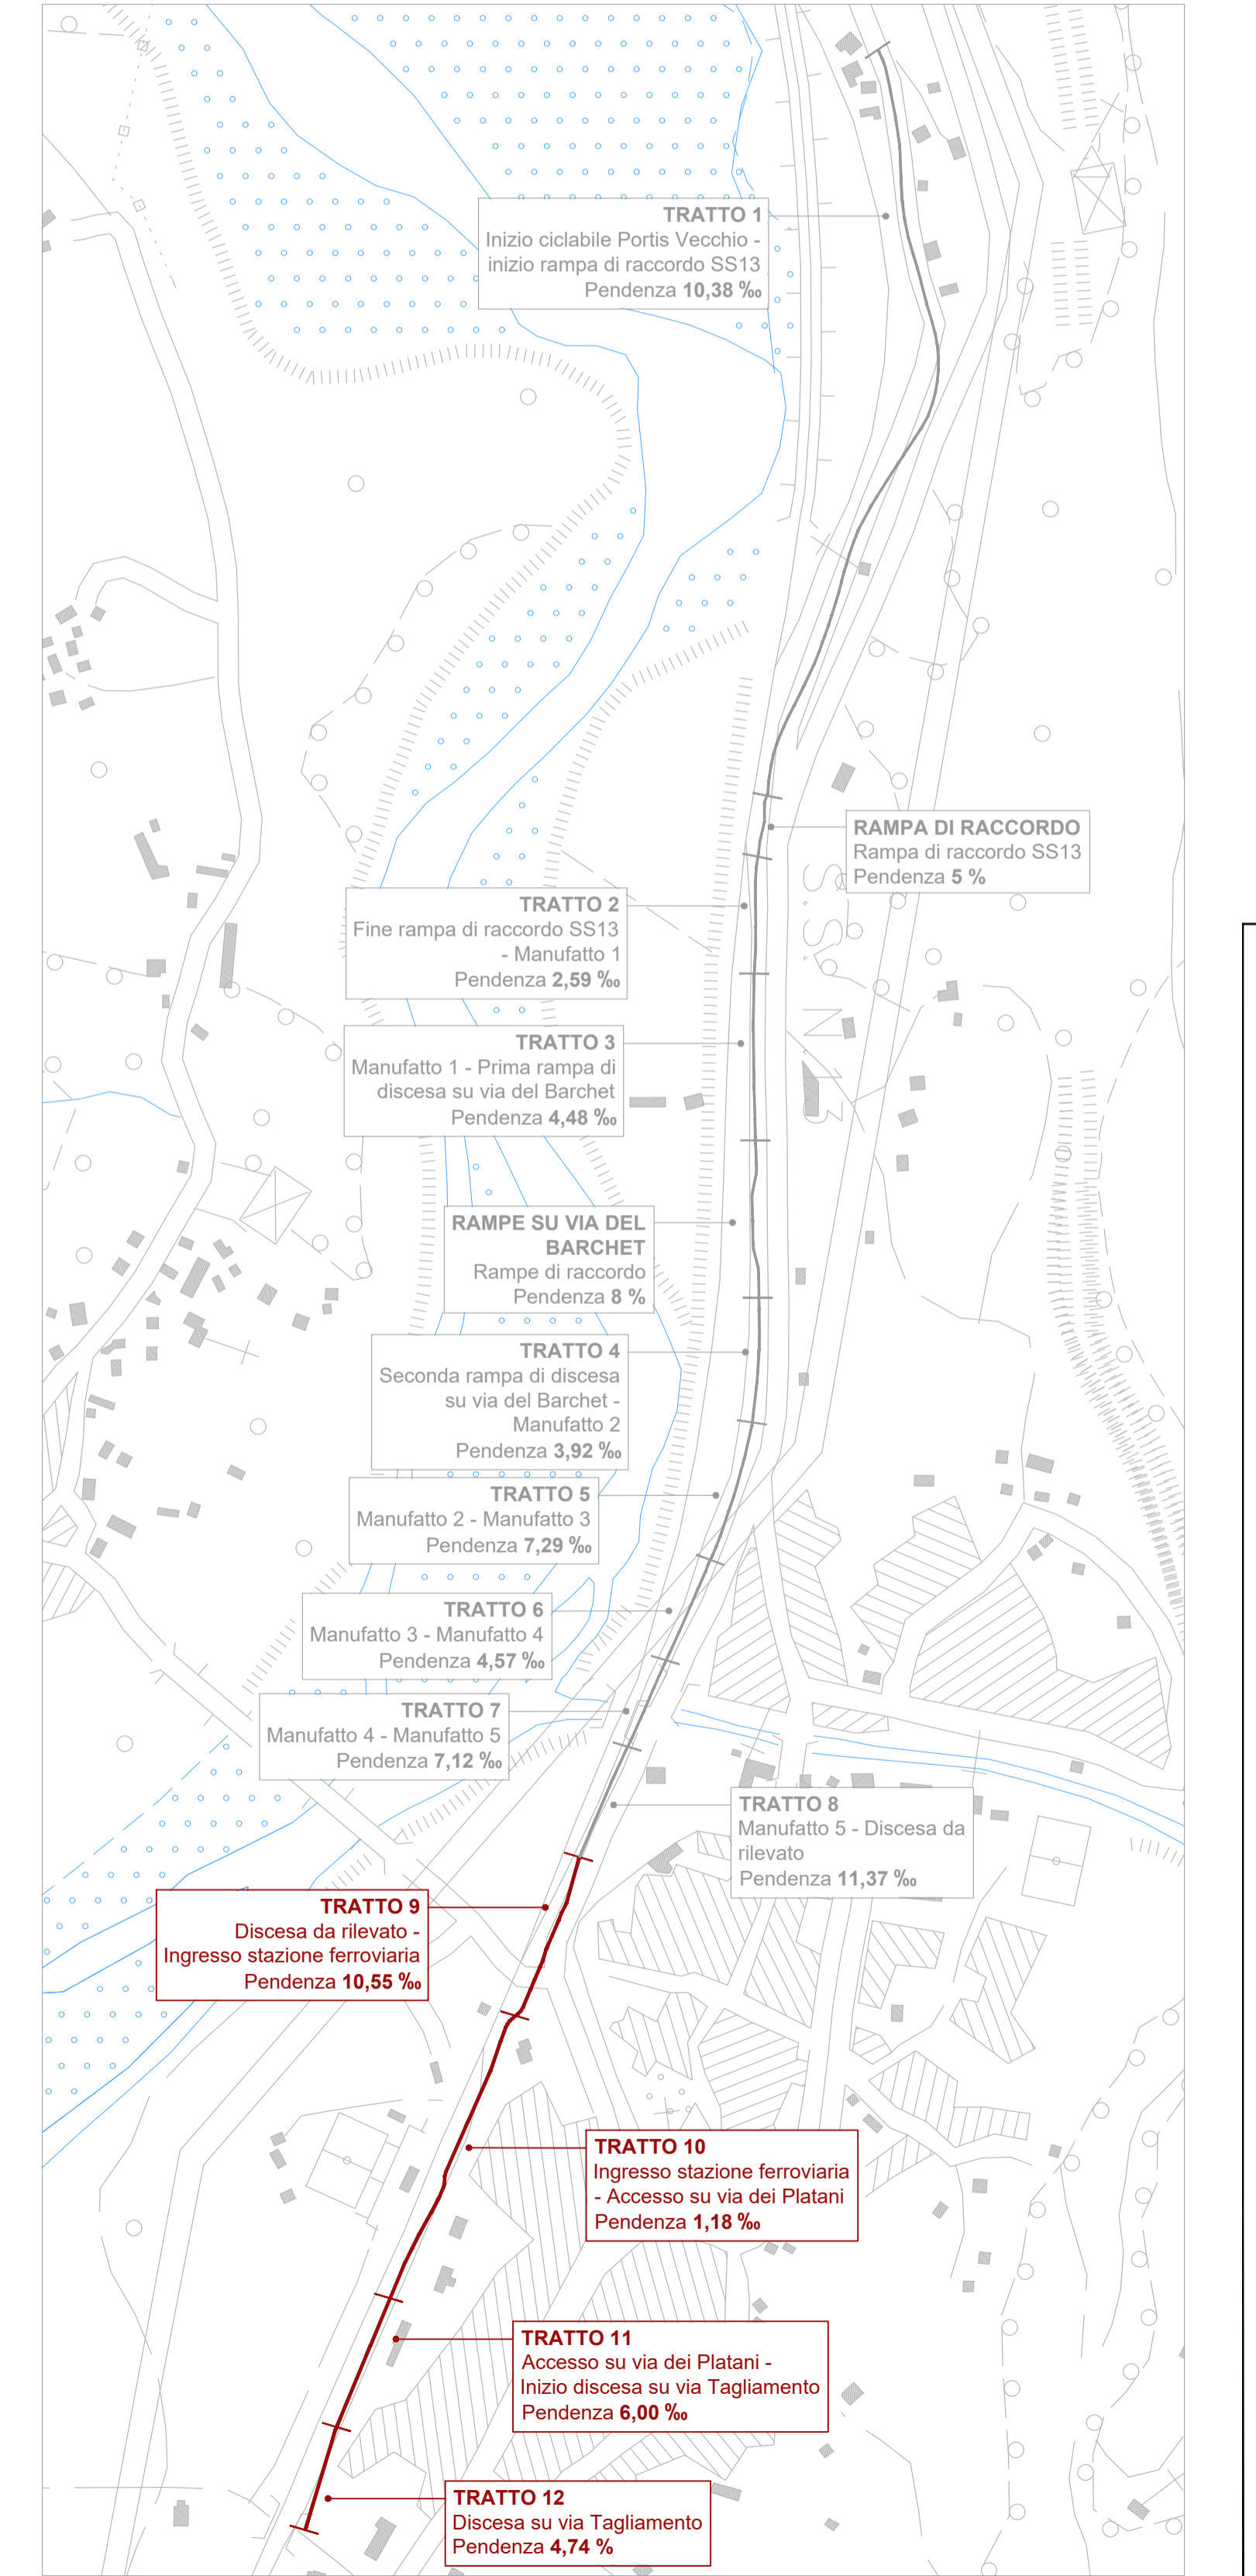 TRATTO 1
Inizio ciclabile Portis Vecchio -
inizio rampa di raccordo SS13
Pendenza 10,38 ‰
RAMPA DI RACCORDO
Rampa di raccordo SS13
Pendenza 5 %
TRATTO 2
Fine rampa di raccordo SS13
- Manufatto 1
Pendenza 2,59 ‰
TRATTO 3
Manufatto 1 - Prima rampa di
discesa su via del Barchet
Pendenza 4,48 ‰
RAMPE SU VIA DEL
BARCHET
Rampe di raccordo
Pendenza 8 %
TRATTO 4
Seconda rampa di discesa
su via del Barchet -
Manufatto 2
Pendenza 3,92 ‰
TRATTO 5
Manufatto 2 - Manufatto 3
Pendenza 7,29 ‰
TRATTO 6
Manufatto 3 - Manufatto 4
Pendenza 4,57 ‰
TRATTO 7
Manufatto 4 - Manufatto 5
Pendenza 7,12 ‰
TRATTO 8
Manufatto 5 - Discesa da
rilevato
Pendenza 11,37 ‰
TRATTO 9
Discesa da rilevato -
Ingresso stazione ferroviaria
Pendenza 10,55 ‰
TRATTO 10
Ingresso stazione ferroviaria
- Accesso su via dei Platani
Pendenza 1,18 ‰
TRATTO 11
Accesso su via dei Platani -
Inizio discesa su via Tagliamento
Pendenza 6,00 ‰
TRATTO 12
Discesa su via Tagliamento
Pendenza 4,74 %